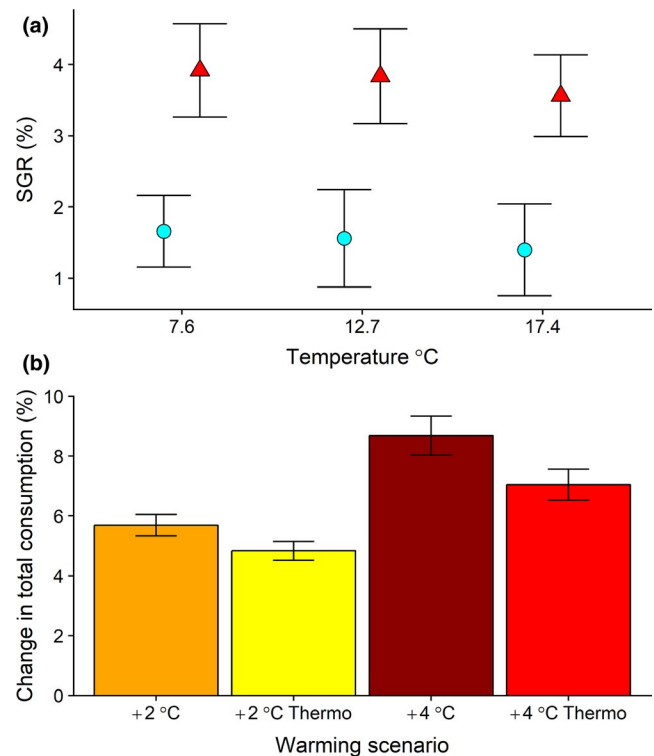 (a)
SGR (%)
4
3
2
1
7.6 12.7 17.4
Temperature °C
(b)
Change in total consumption (%)
10
8
6
4
2
0
+2 °C +2 °C Thermo +4 °C +4 °C Thermo
Warming scenario